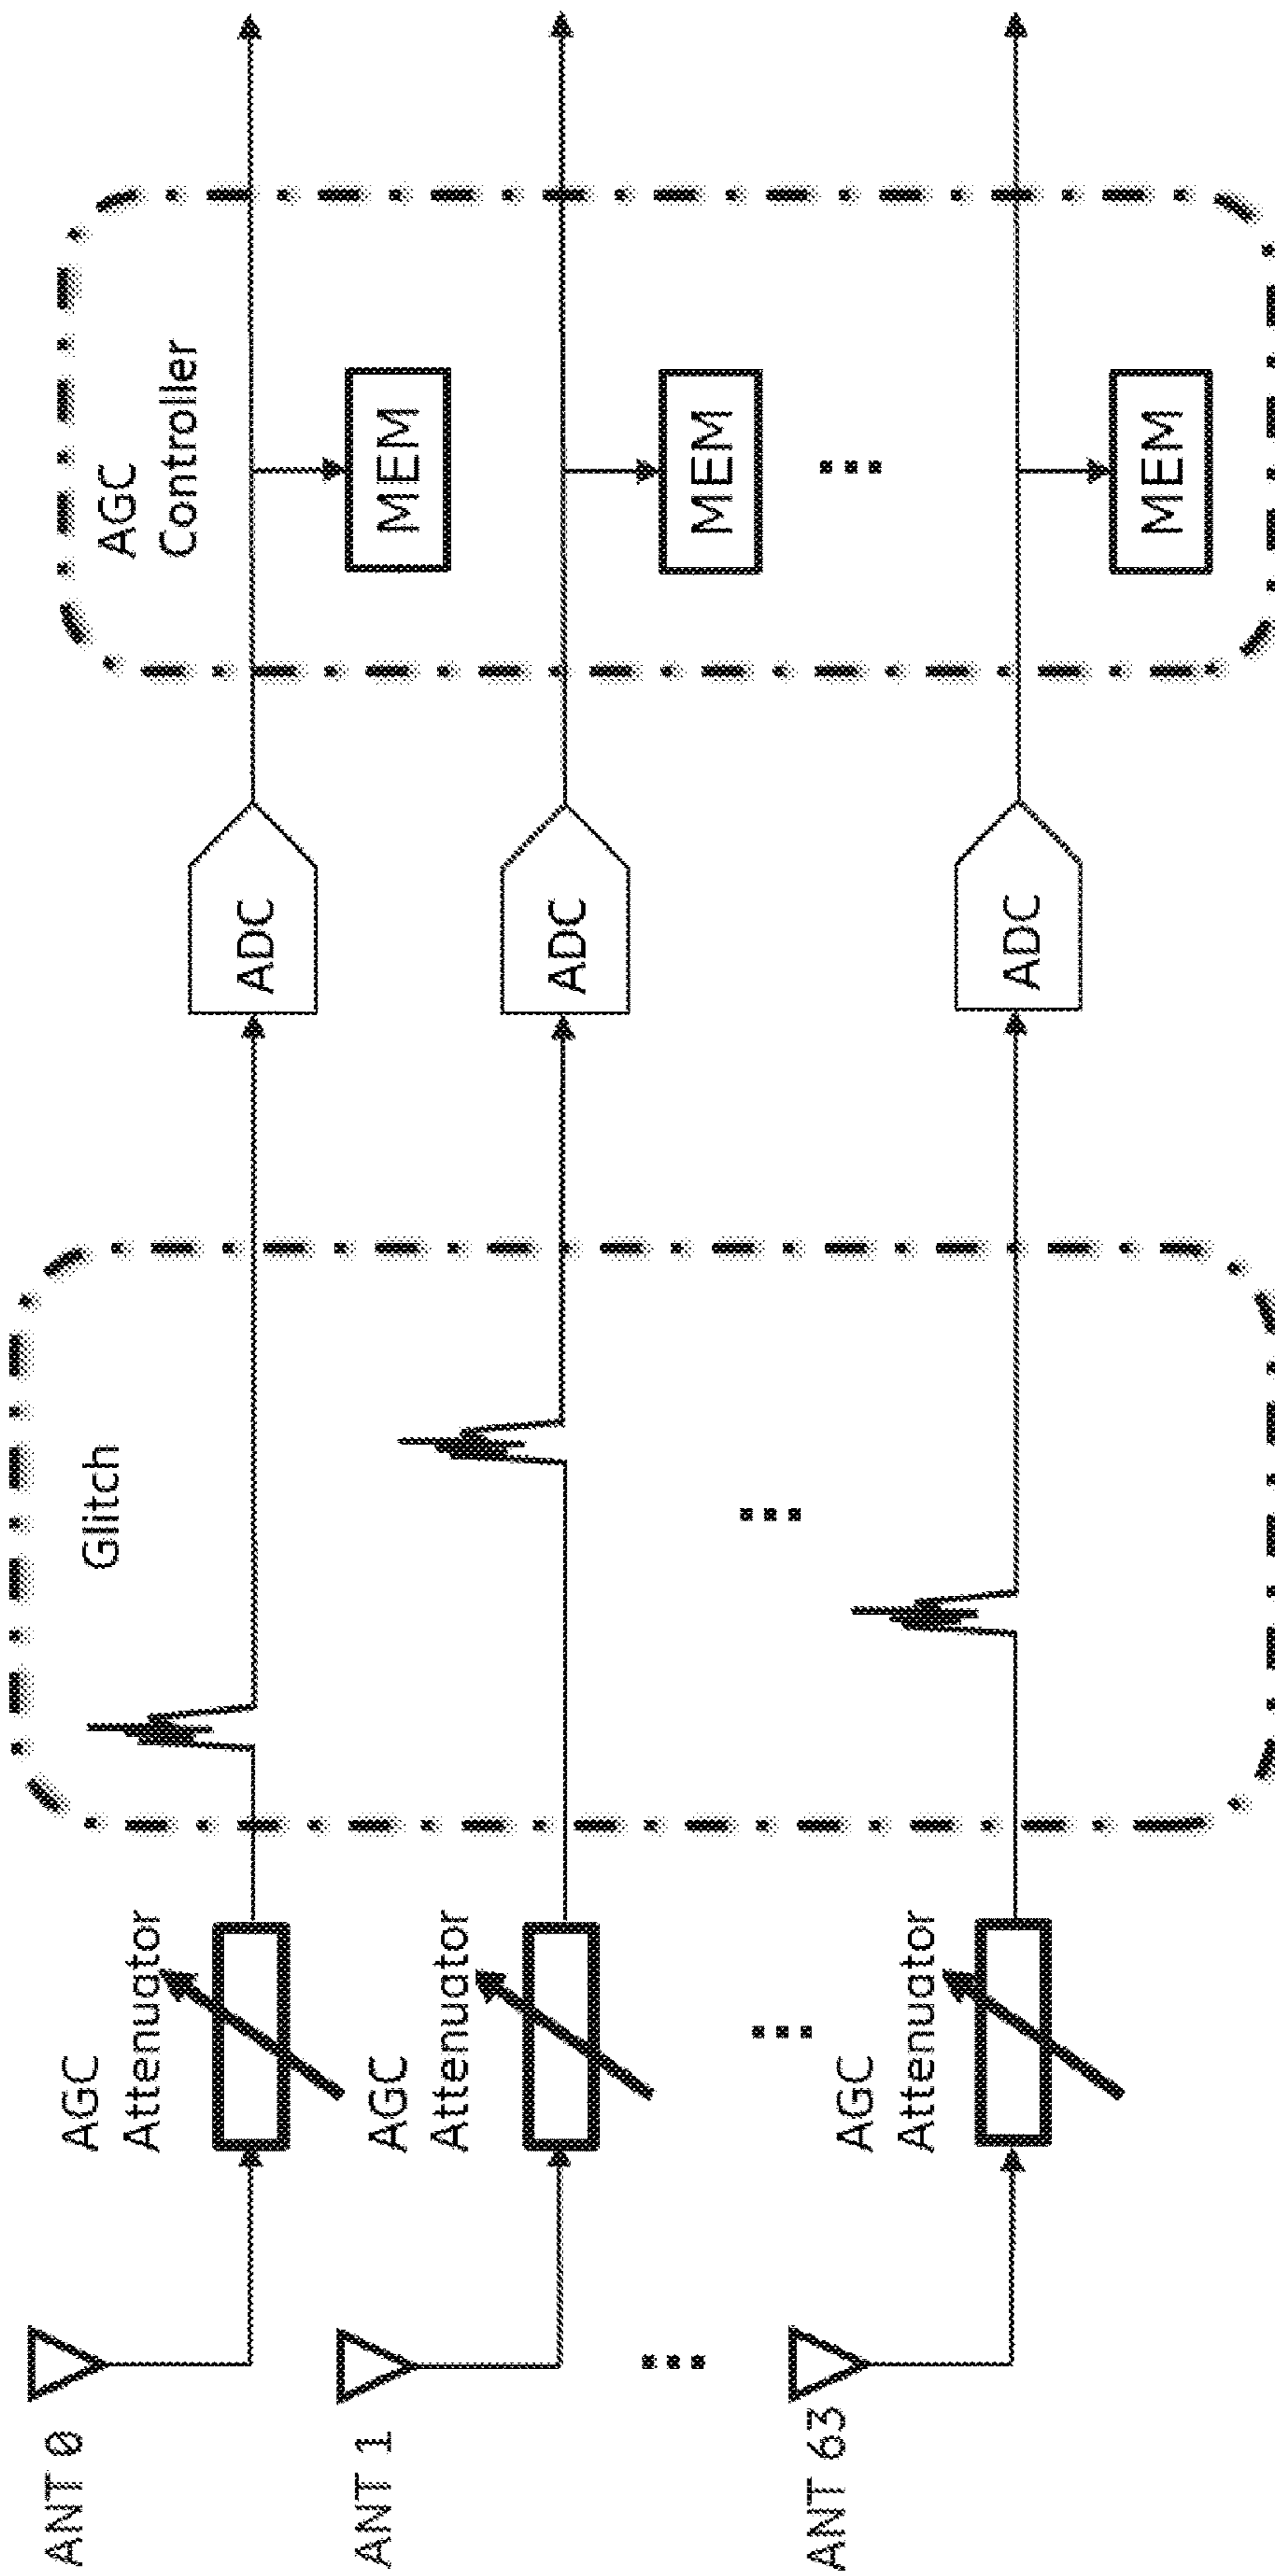 ANT 0
AGC
Attenuator
Glitch
ADC
AGC
Controller
MEM
ANT 1
AGC
Attenuator
ADC
MEM
ANT 63
AGC
Attenuator
ADC
MEM